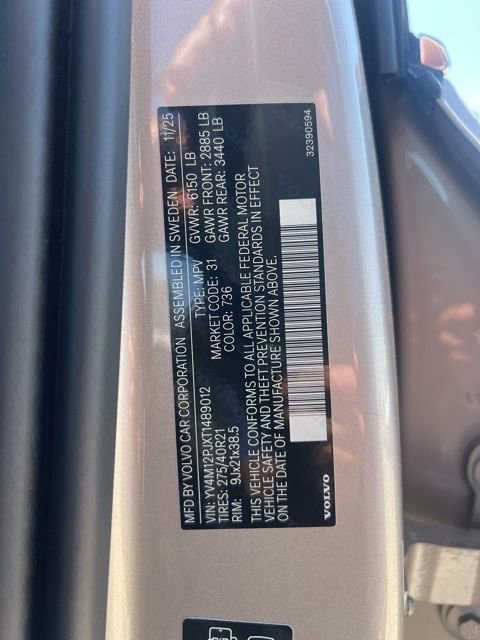 MFD BY VOLVO CAR CORPORATION ASSEMBLED IN SWEDEN DATE: 11/25
VIN: YV4M12PJXT1489012 TYPE: MPV GVWR: 6150 LB
TIRES: 275/40R21 MARKET CODE: 31 GAWR FRONT: 2885 LB
RIM: 9Jx21x38.5 COLOR: 736 GAWR REAR: 3440 LB
THIS VEHICLE CONFORMS TO ALL APPLICABLE FEDERAL MOTOR
VEHICLE SAFETY AND THEFT PREVENTION STANDARDS IN EFFECT
ON THE DATE OF MANUFACTURE SHOWN ABOVE.
VOLVO 32390594